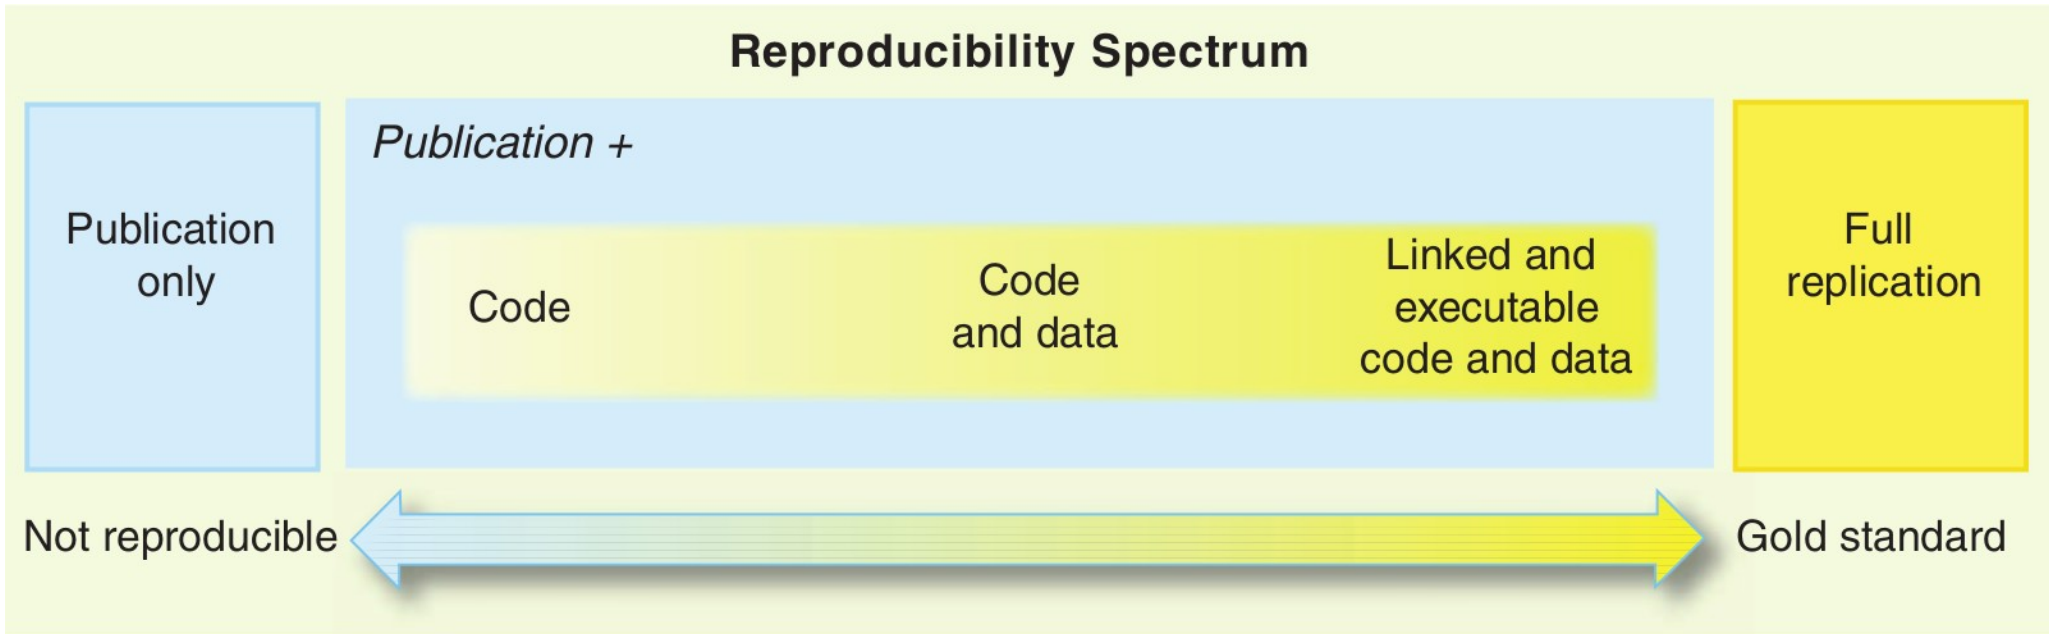 Reproducibility Spectrum
Publication
only
Publication +
Code
Code
and data
Linked and
executable
code and data
Full
replication
Not reproducible
Gold standard